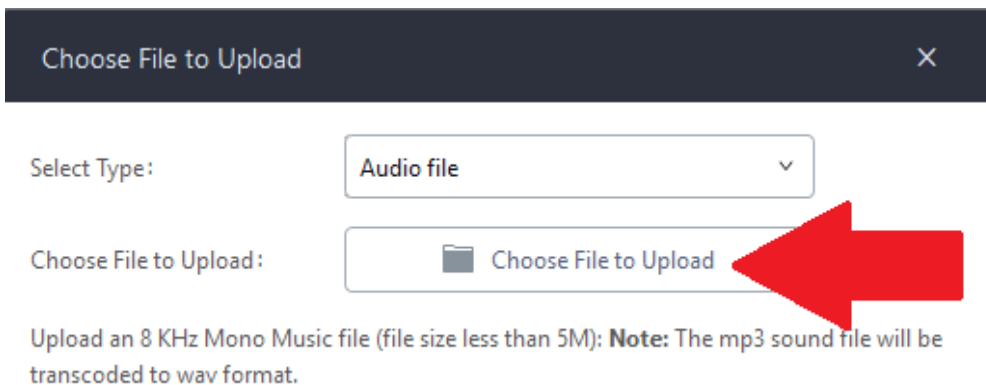 Choose File to Upload
Select Type: Audio file
Choose File to Upload: Choose File to Upload
Upload an 8 KHz Mono Music file (file size less than 5M): Note: The mp3 sound file will be
transcoded to wav format.